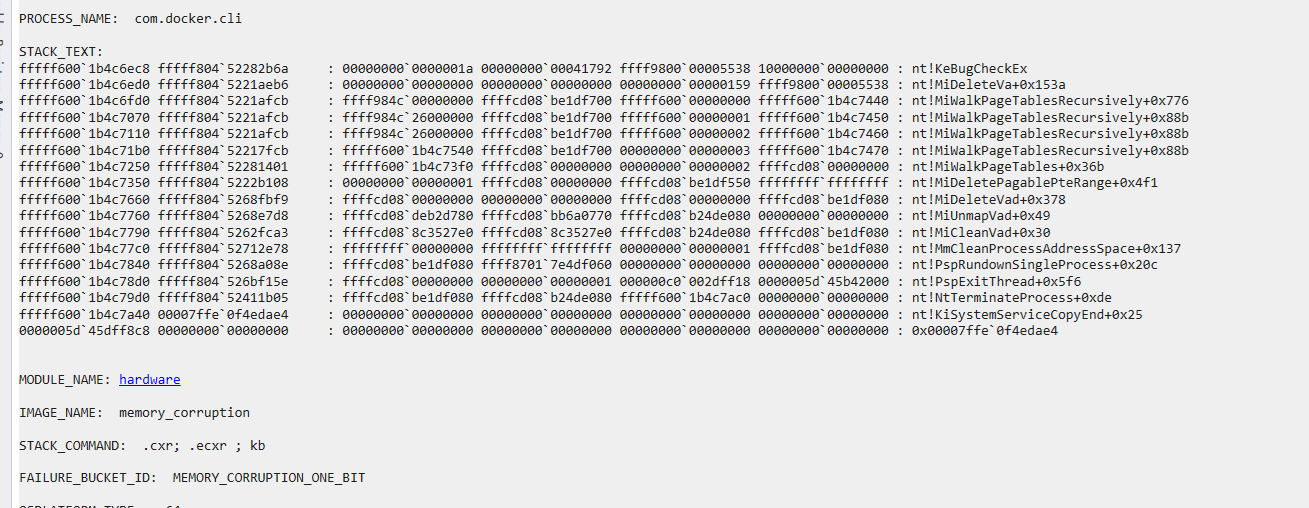 PROCESS_NAME:  com.docker.cli
STACK_TEXT:
fffff600`1b4c6ec8 fffff804`52282b6a     : 00000000`0000001a 00000000`00041792 ffff9800`00005538 10000000`00000000 : nt!KeBugCheckEx
fffff600`1b4c6ed0 fffff804`5221aeb6     : 00000000`00000000 00000000`00000000 00000000`00000159 ffff9800`00005538 : nt!MiDeleteVa+0x153a
fffff600`1b4c6fd0 fffff804`5221afcb     : ffff984c`00000000 ffffcd08`be1df700 fffff600`00000000 fffff600`1b4c7440 : nt!MiWalkPageTablesRecursively+0x776
fffff600`1b4c7070 fffff804`5221afcb     : ffff984c`26000000 ffffcd08`be1df700 fffff600`00000001 fffff600`1b4c7450 : nt!MiWalkPageTablesRecursively+0x88b
fffff600`1b4c7110 fffff804`5221afcb     : ffff984c`26000000 ffffcd08`be1df700 fffff600`00000002 fffff600`1b4c7460 : nt!MiWalkPageTablesRecursively+0x88b
fffff600`1b4c71b0 fffff804`52217fcb     : fffff600`1b4c7540 ffffcd08`be1df700 00000000`00000003 fffff600`1b4c7470 : nt!MiWalkPageTablesRecursively+0x88b
fffff600`1b4c7250 fffff804`52281401     : fffff600`1b4c73f0 ffffcd08`00000000 00000000`00000002 ffffcd08`00000000 : nt!MiWalkPageTables+0x36b
fffff600`1b4c7350 fffff804`5222b108     : 00000000`00000001 ffffcd08`00000000 ffffcd08`be1df550 ffffffff`ffffffff : nt!MiDeletePagablePteRange+0x4f1
fffff600`1b4c7660 fffff804`5268fbf9     : ffffcd08`00000000 00000000`00000000 ffffcd08`00000000 ffffcd08`be1df080 : nt!MiDeleteVad+0x378
fffff600`1b4c7760 fffff804`5268e7d8     : ffffcd08`deb2d780 ffffcd08`bb6a0770 ffffcd08`b24de080 00000000`00000000 : nt!MiUnmapVad+0x49
fffff600`1b4c7790 fffff804`5262fca3     : ffffcd08`8c3527e0 ffffcd08`8c3527e0 ffffcd08`b24de080 ffffcd08`be1df080 : nt!MiCleanVad+0x30
fffff600`1b4c77c0 fffff804`52712e78     : ffffffff`00000000 ffffffff`ffffffff 00000000`00000001 ffffcd08`be1df080 : nt!MmCleanProcessAddressSpace+0x137
fffff600`1b4c7840 fffff804`5268a08e     : ffffcd08`be1df080 ffff8701`7e4df060 00000000`00000000 00000000`00000000 : nt!PspRundownSingleProcess+0x20c
fffff600`1b4c78d0 fffff804`526bf15e     : ffffcd08`00000000 00000000`00000001 000000c0`002dff18 0000005d`45b42000 : nt!PspExitThread+0x5f6
fffff600`1b4c79d0 fffff804`52411b05     : ffffcd08`be1df080 ffffcd08`b24de080 fffff600`1b4c7ac0 00000000`00000000 : nt!NtTerminateProcess+0xde
fffff600`1b4c7a40 00007ffe`0f4edae4     : 00000000`00000000 00000000`00000000 00000000`00000000 00000000`00000000 : nt!KiSystemServiceCopyEnd+0x25
0000005d`45dff8c8 00000000`00000000     : 00000000`00000000 00000000`00000000 00000000`00000000 00000000`00000000 : 0x00007ffe`0f4edae4
MODULE_NAME: hardware
IMAGE_NAME:  memory_corruption
STACK_COMMAND:  .cxr; .ecxr ; kb
FAILURE_BUCKET_ID:  MEMORY_CORRUPTION_ONE_BIT